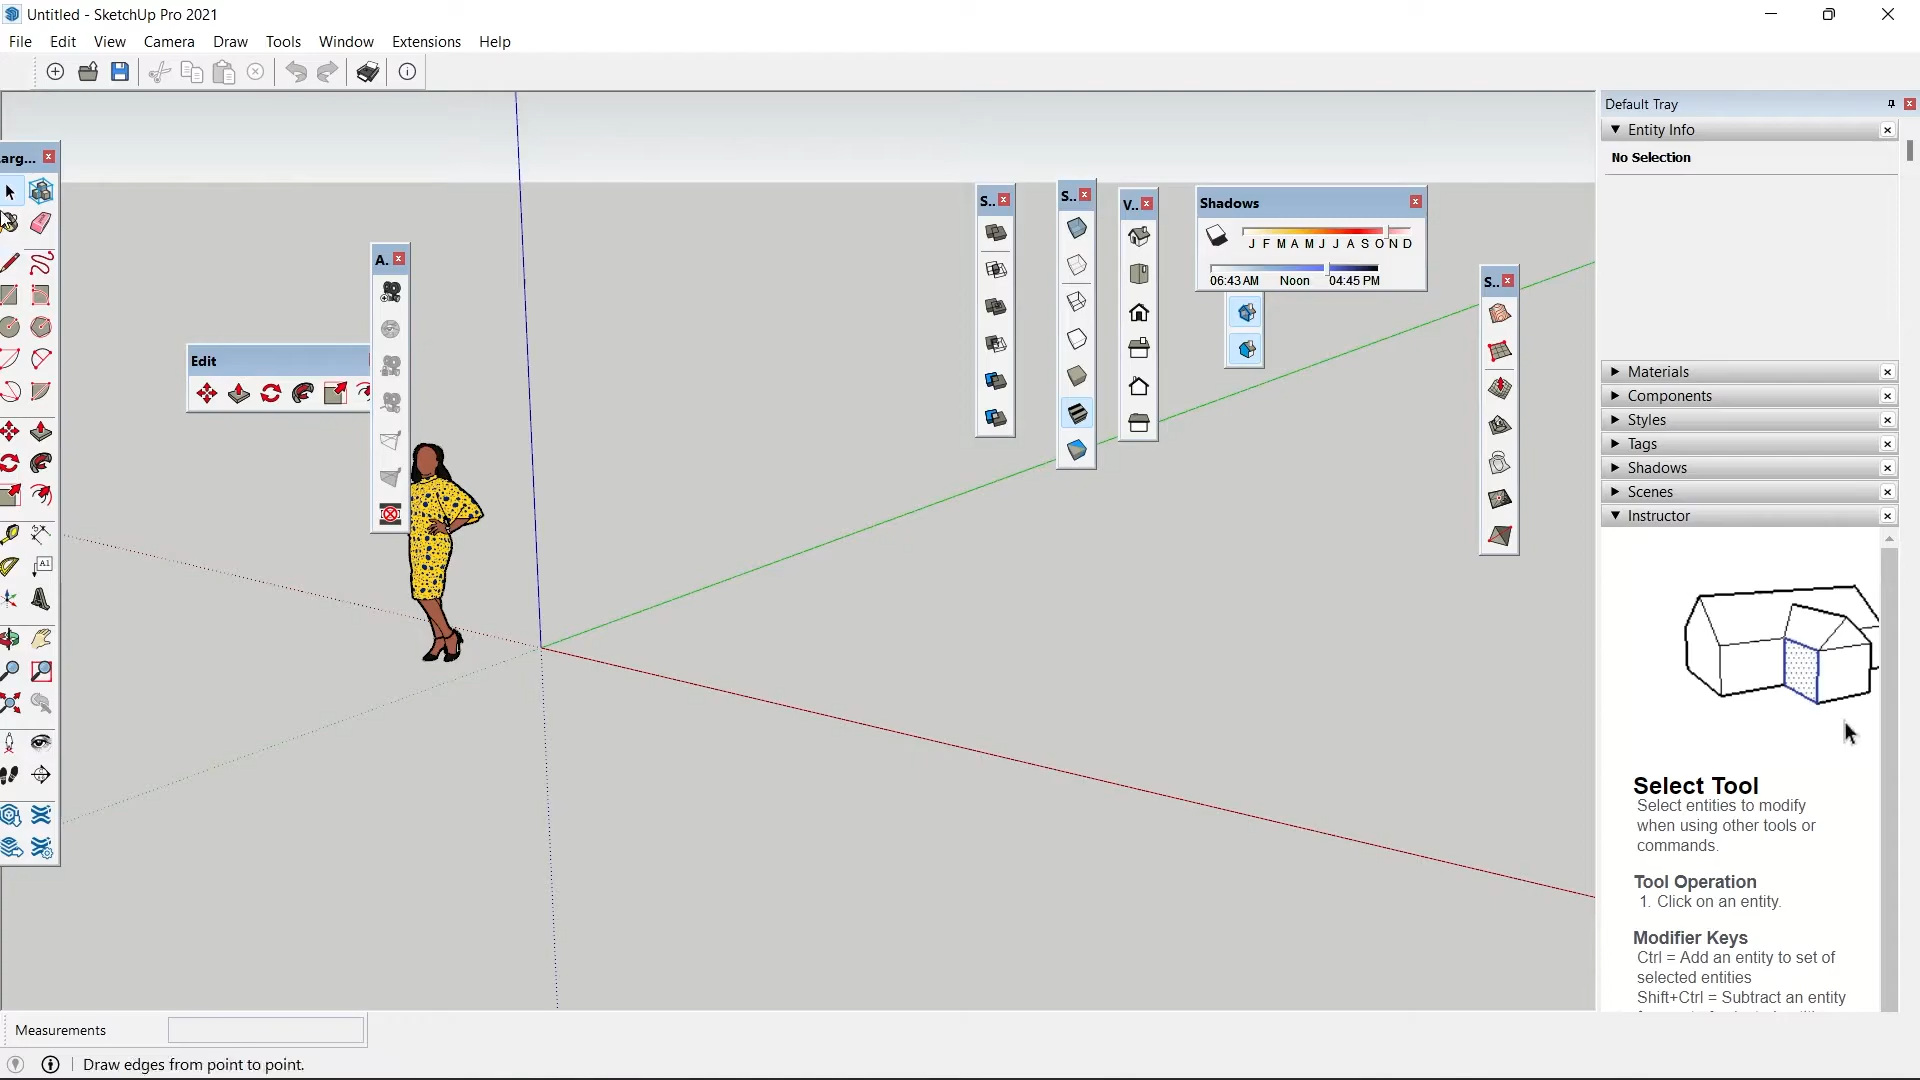 Untitled - SketchUp Pro 2021
File Edit View Camera Draw Tools Window Extensions Help
Default Tray
Entity Info
No Selection
arg...
A.
Edit
S..
S..
V..
Shadows
J F M A M J J A S O N D
06:43 AM Noon 04:45 PM
S..
Materials
Components
Styles
Tags
Shadows
Scenes
Instructor
Select Tool
Select entities to modify
when using other tools or
commands.
Tool Operation
1. Click on an entity.
Modifier Keys
Ctrl = Add an entity to set of
selected entities
Shift+Ctrl = Subtract an entity
Measurements
Draw edges from point to point.